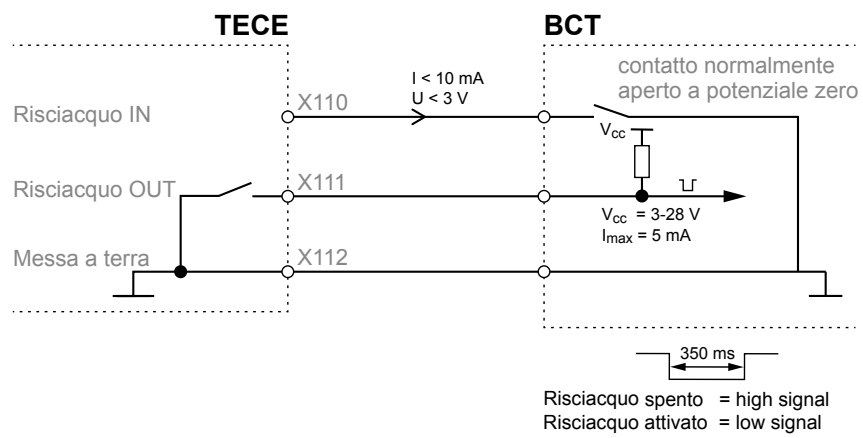 TECE
BCT
I < 10 mA
U < 3 V
contatto normalmente
aperto a potenziale zero
Risciacquo IN
X110
Vcc
Risciacquo OUT
X111
Vcc = 3-28 V
Imax = 5 mA
Messa a terra
X112
350 ms
Risciacquo spento = high signal
Risciacquo attivato = low signal